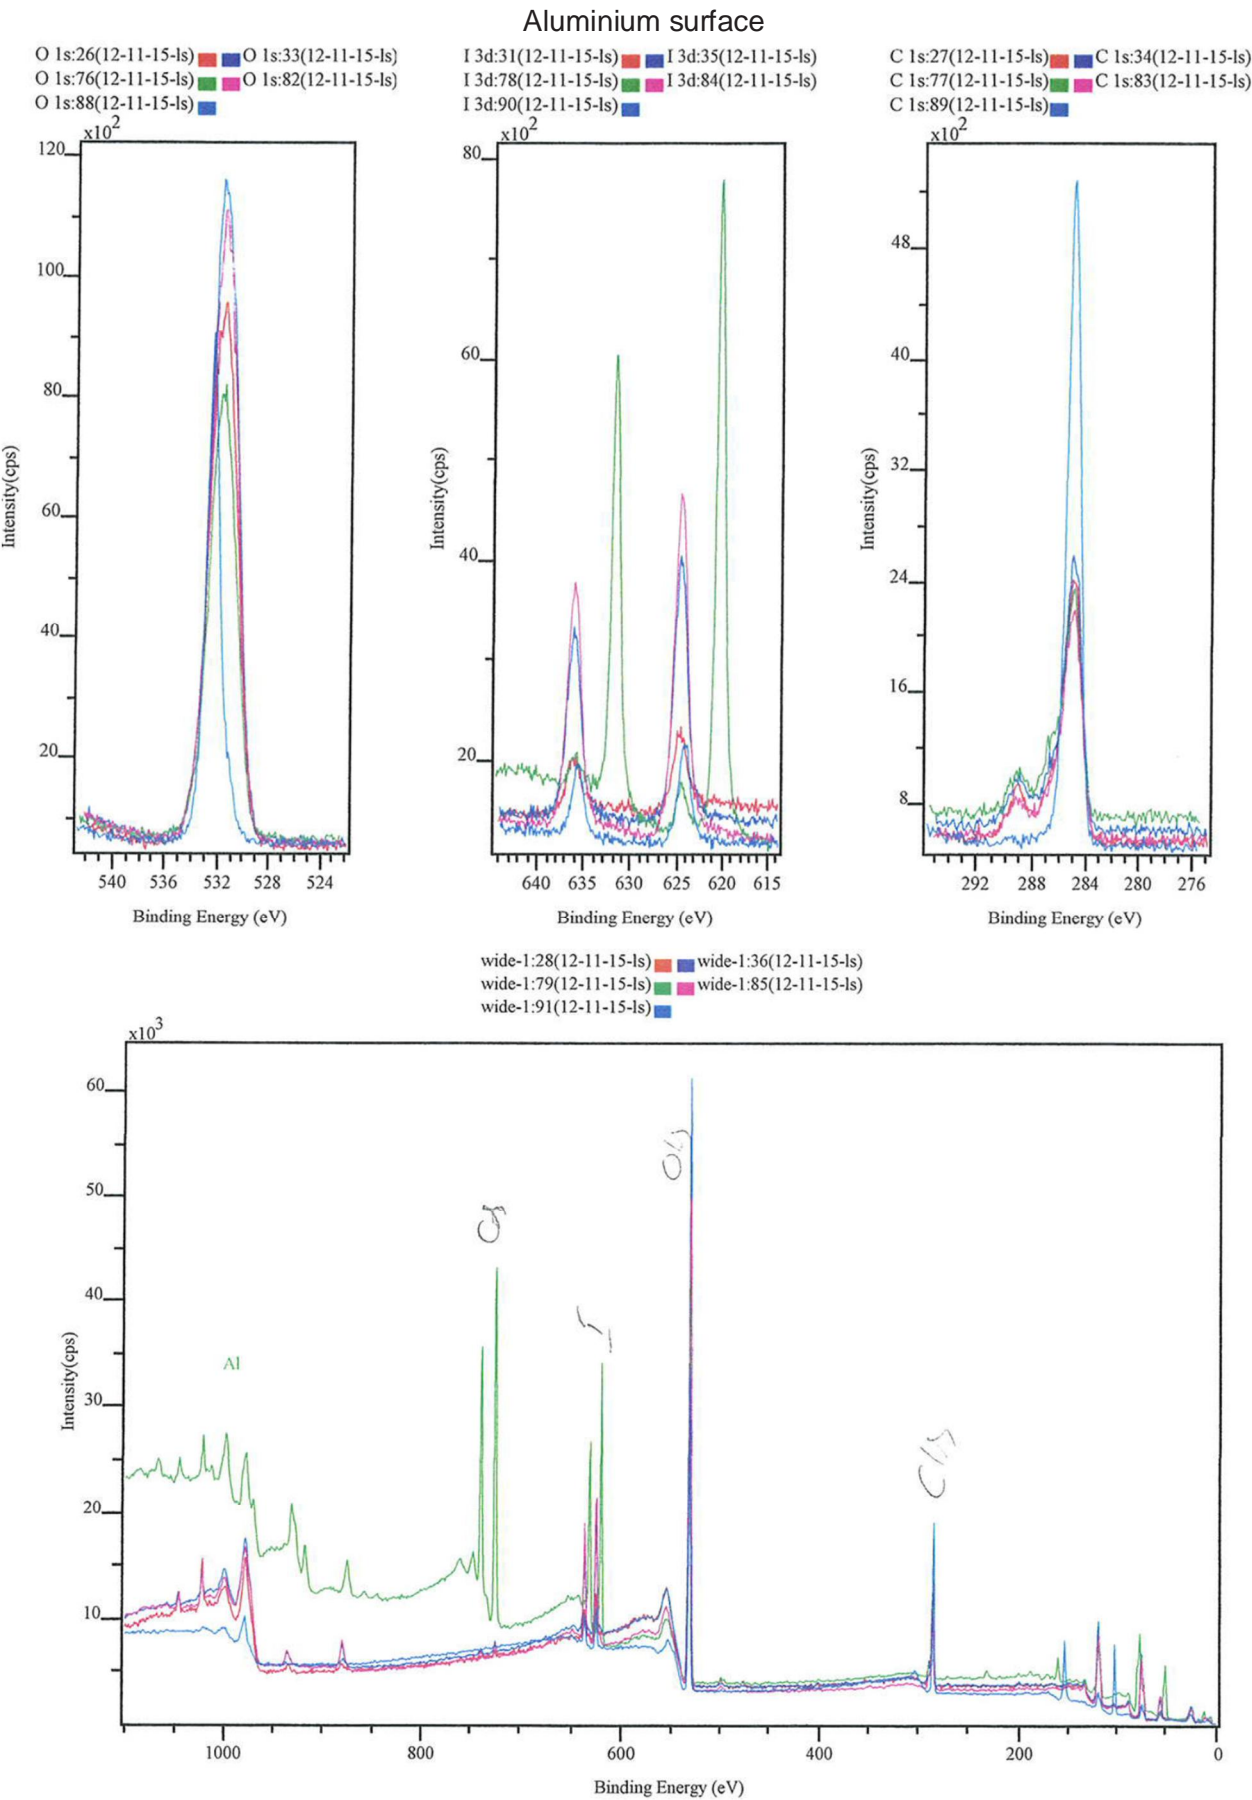 Aluminium surface
O 1s:26(12-11-15-ls) O 1s:33(12-11-15-ls)
O 1s:76(12-11-15-ls) O 1s:82(12-11-15-ls)
O 1s:88(12-11-15-ls)
x10²
120
100
80
60
40
20
Intensity(cps)
540 536 532 528 524
Binding Energy (eV)
I 3d:31(12-11-15-ls) I 3d:35(12-11-15-ls)
I 3d:78(12-11-15-ls) I 3d:84(12-11-15-ls)
I 3d:90(12-11-15-ls)
x10²
80
60
40
20
Intensity(cps)
640 635 630 625 620 615
Binding Energy (eV)
C 1s:27(12-11-15-ls) C 1s:34(12-11-15-ls)
C 1s:77(12-11-15-ls) C 1s:83(12-11-15-ls)
C 1s:89(12-11-15-ls)
x10²
48
40
32
24
16
8
Intensity(cps)
292 288 284 280 276
Binding Energy (eV)
wide-1:28(12-11-15-ls) wide-1:36(12-11-15-ls)
wide-1:79(12-11-15-ls) wide-1:85(12-11-15-ls)
wide-1:91(12-11-15-ls)
x10³
60
50
40
30
20
10
Intensity(cps)
Al
Cs
I
O1s
C1s
1000 800 600 400 200 0
Binding Energy (eV)